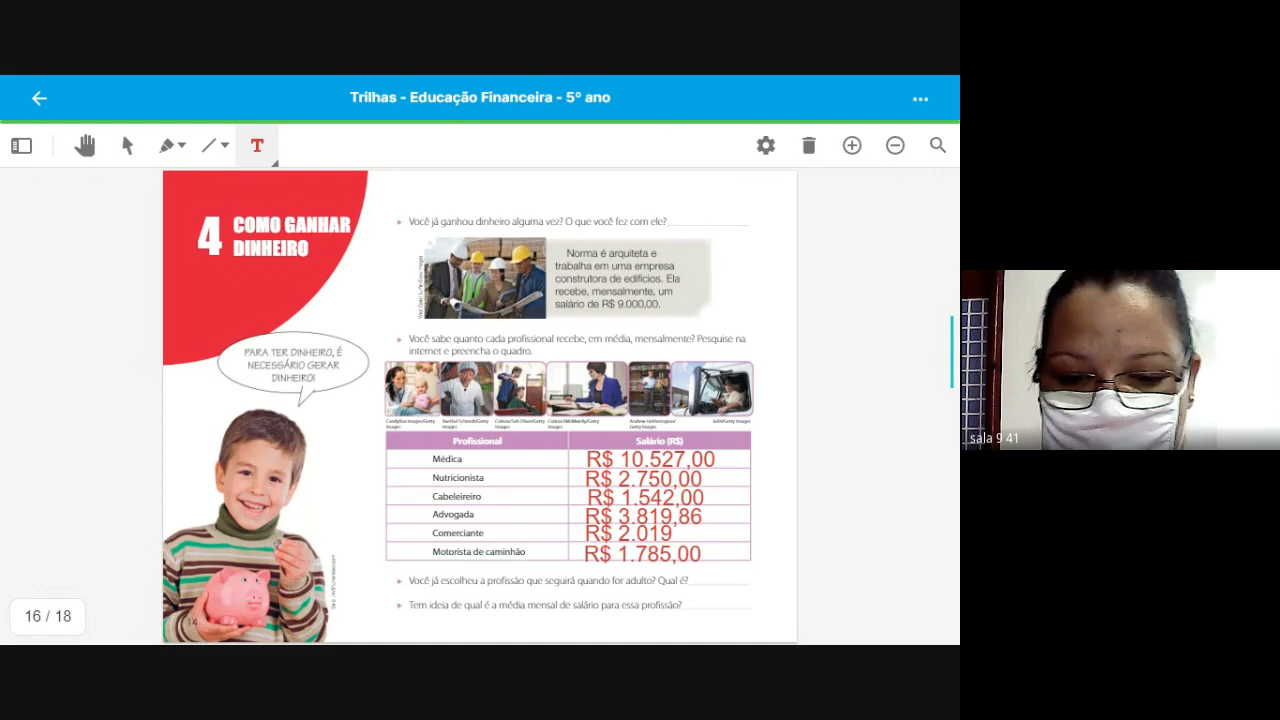 Trilhas - Educação Financeira - 5º ano
T
4 COMO GANHAR
DINHEIRO
PARA TER DINHEIRO, É
NECESSÁRIO GERAR
DINHEIRO!
Você já ganhou dinheiro alguma vez? O que você fez com ele?
Norma é arquiteta e
trabalha em uma empresa
construtora de edifícios. Ela
recebe, mensalmente, um
salário de R$ 9.000,00.
Você sabe quanto cada profissional recebe, em média, mensalmente? Pesquise na
internet e preencha o quadro.
Profissional Salário (R$)
Médica R$ 10.527,00
Nutricionista R$ 2.750,00
Cabeleireiro R$ 1.542,00
Advogada R$ 3.819,86
Comerciante R$ 2.019
Motorista de caminhão R$ 1.785,00
Você já escolheu a profissão que seguirá quando for adulto? Qual é?
Tem ideia de qual é a média mensal de salário para essa profissão?
14
16 / 18
sala 9 41